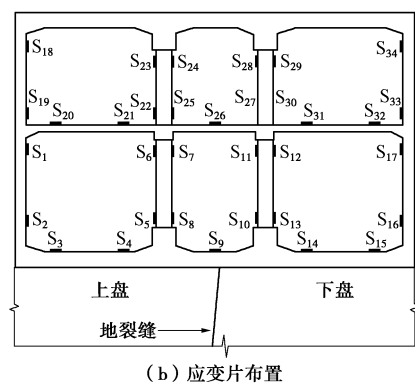 S18 S23 S24 S28 S29 S34
S19 S20 S21 S22 S25 S26 S27 S30 S31 S32 S33
S1 S6 S7 S11 S12 S17
S2 S3 S4 S5 S8 S9 S10 S13 S14 S15 S16
上盘 下盘
地裂缝
（b）应变片布置